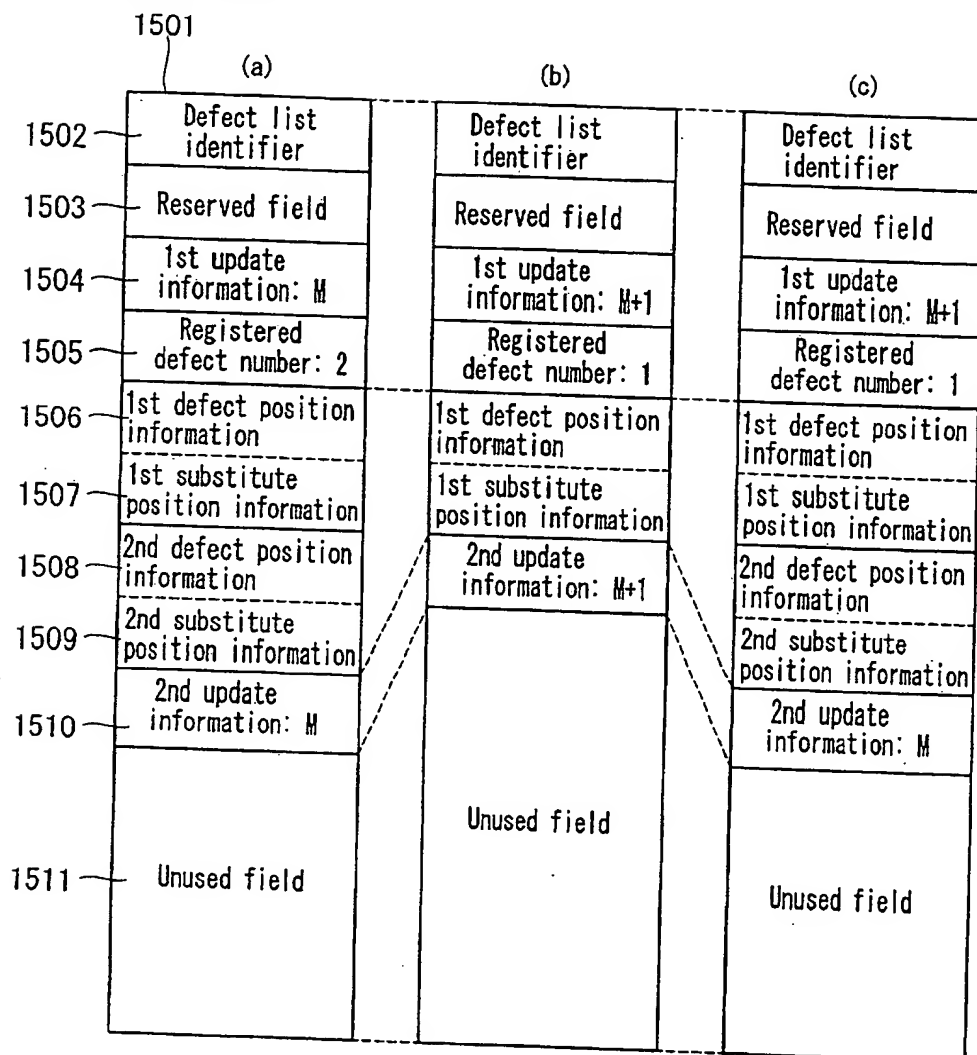 1501
(a)
(b)
(c)
1502
Defect list
identifier
1503
Reserved field
1504
1st update
information: M
1505
Registered
defect number: 2
1506
1st defect position
information
1507
1st substitute
position information
1508
2nd defect position
information
1509
2nd substitute
position information
1510
2nd update
information: M
1511
Unused field
Defect list
identifier
Reserved field
1st update
information: M+1
Registered
defect number: 1
1st defect position
information
1st substitute
position information
2nd update
information: M+1
Unused field
Defect list
identifier
Reserved field
1st update
information: M+1
Registered
defect number: 1
1st defect position
information
1st substitute
position information
2nd defect position
information
2nd substitute
position information
2nd update
information: M
Unused field